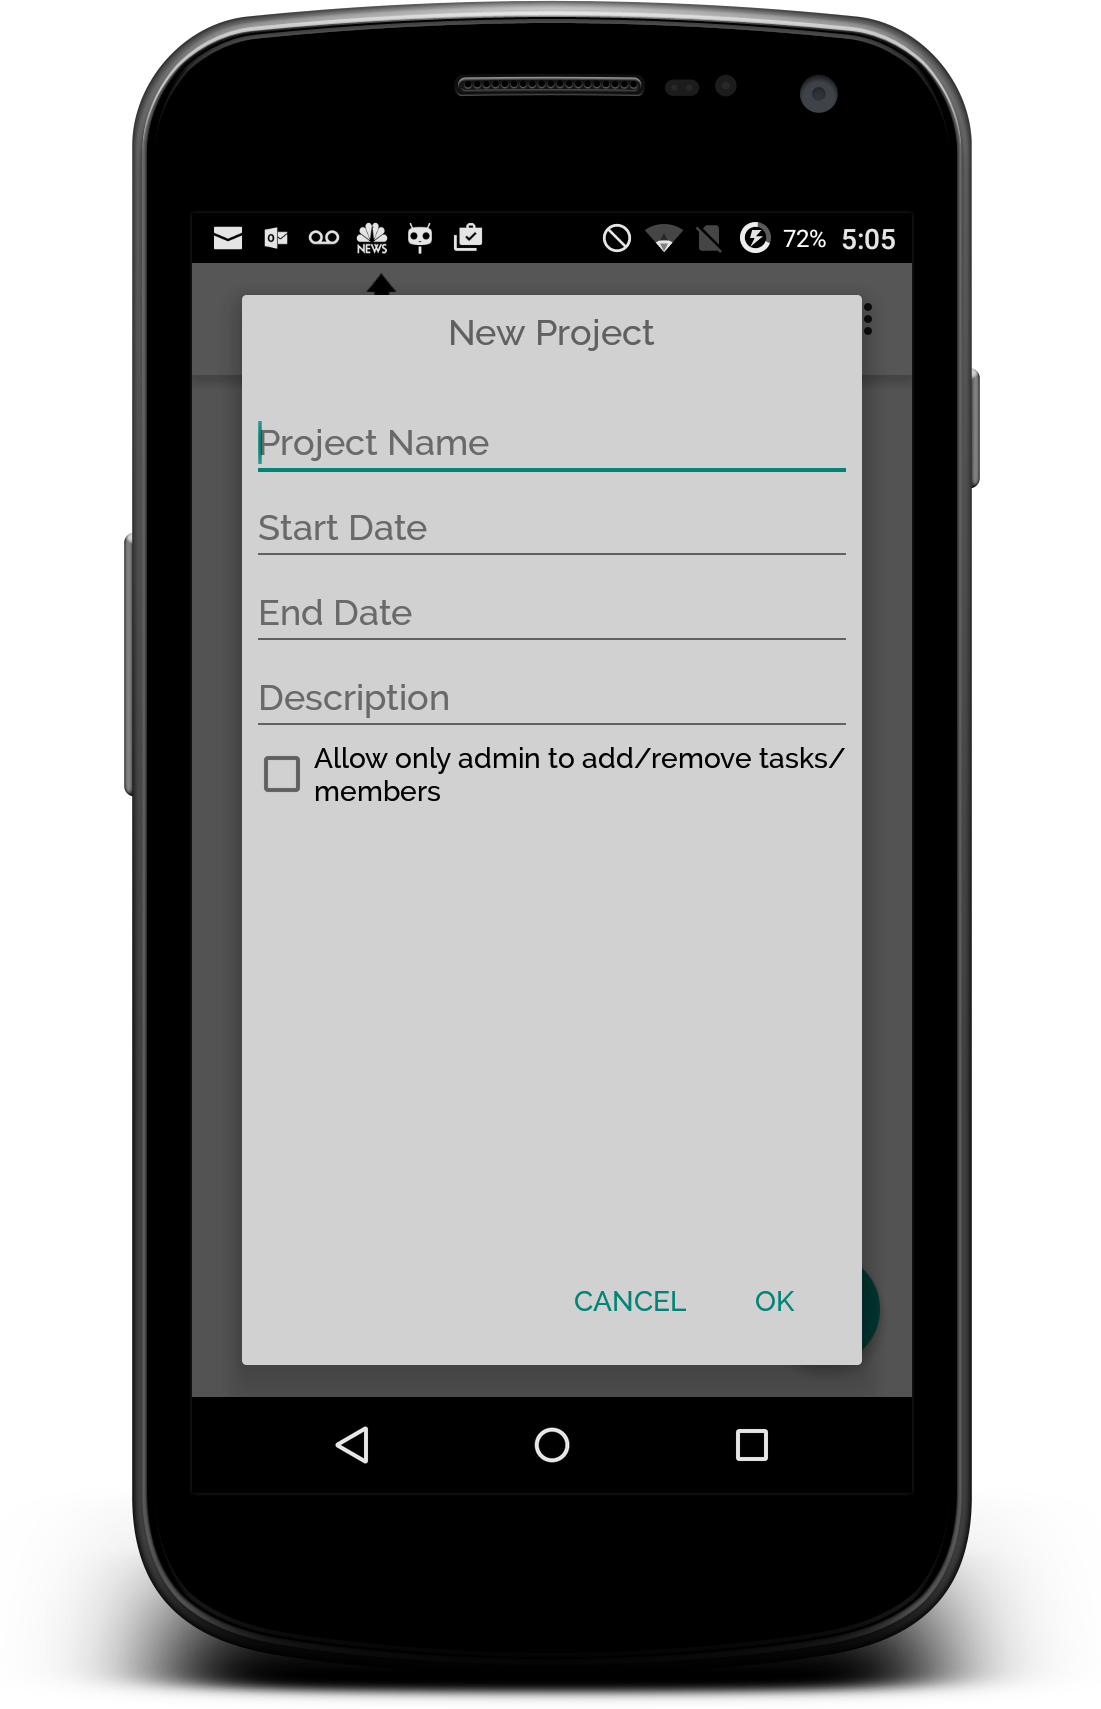 NEWS
72% 5:05
New Project
Project Name
Start Date
End Date
Description
Allow only admin to add/remove tasks/
members
CANCEL OK